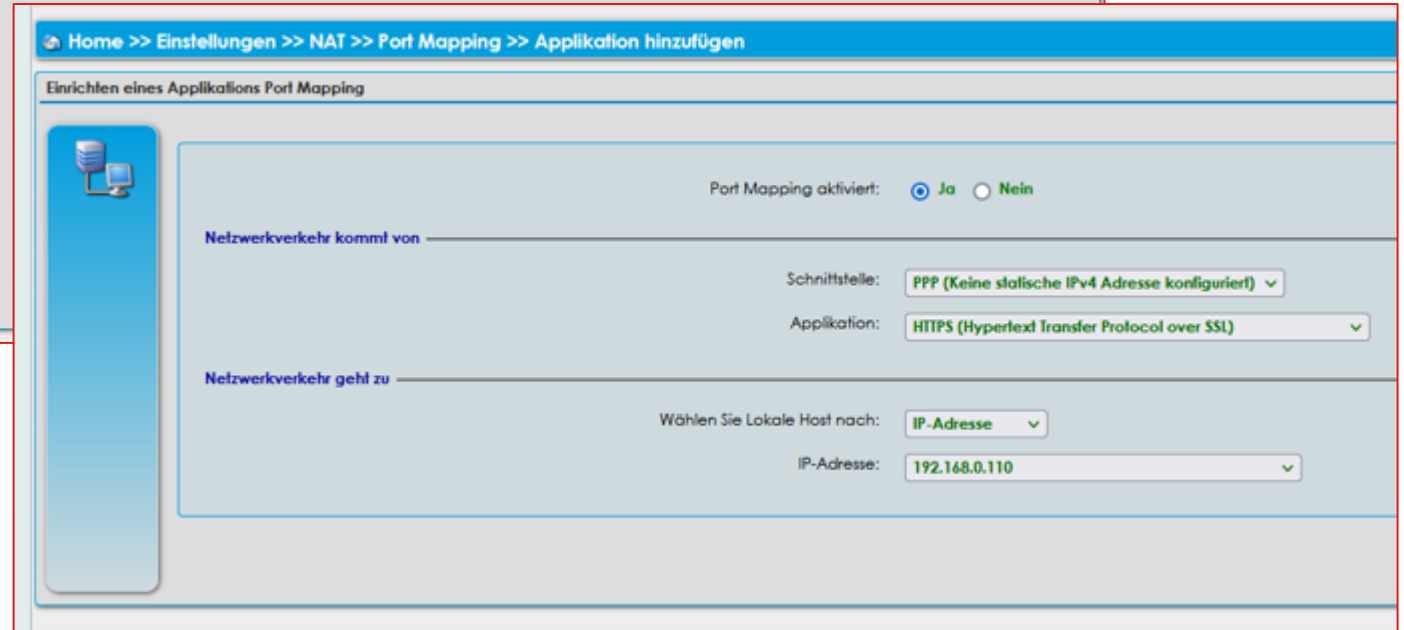 Home >> Einstellungen >> NAT >> Port Mapping >> Applikation hinzufügen
Einrichten eines Applikations Port Mapping
Port Mapping aktiviert: Ja Nein
Netzwerkverkehr kommt von
Schnittstelle: PPP (Keine statische IPv4 Adresse konfiguriert)
Applikation: HTTPS (Hypertext Transfer Protocol over SSL)
Netzwerkverkehr geht zu
Wählen Sie Lokale Host nach: IP-Adresse
IP-Adresse: 192.168.0.110